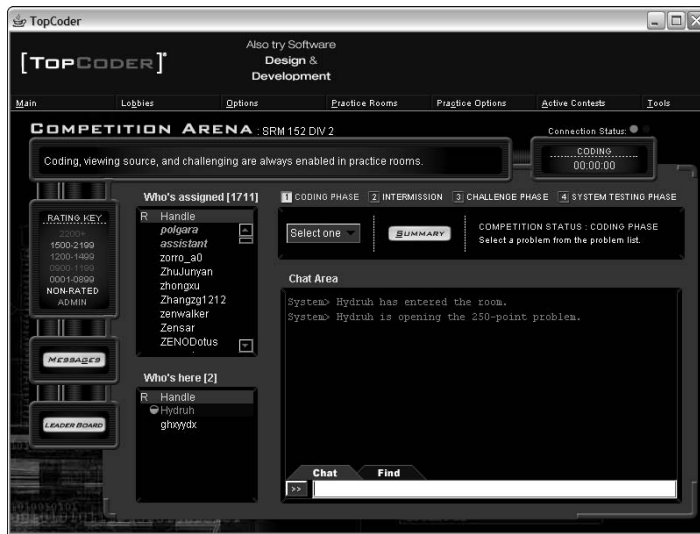 TopCoder
[TOPCODER]
Also try Software
Design &
Development
Main Lobbies Options Practice Rooms Practice Options Active Contests Tools
COMPETITION ARENA : SRM 152 DIV 2
Connection Status:
Coding, viewing source, and challenging are always enabled in practice rooms.
CODING
00:00:00
RATING KEY
2200+
1500-2199
1200-1499
0900-1199
0001-0899
NON-RATED
ADMIN
MESSAGES
LEADER BOARD
Who's assigned [1711]
R Handle
polgara
assistant
zorro_a0
ZhuJunyan
zhongxu
Zhangzg1212
zenwalker
Zensar
ZENODotus
Who's here [2]
R Handle
Hydruh
ghxyydx
1 CODING PHASE 2 INTERMISSION 3 CHALLENGE PHASE 4 SYSTEM TESTING PHASE
Select one
SUMMARY
COMPETITION STATUS : CODING PHASE
Select a problem from the problem list.
Chat Area
System> Hydruh has entered the room.
System> Hydruh is opening the 250-point problem.
Chat Find
>>